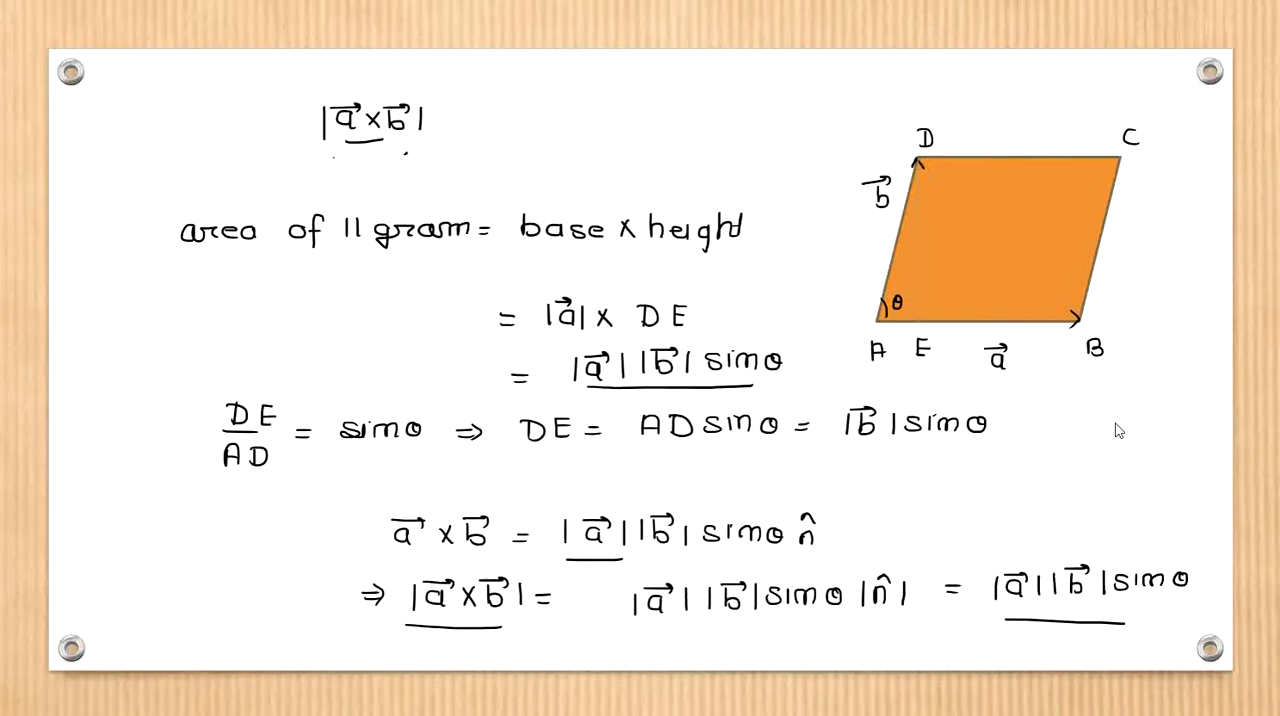 |a⃗ × b⃗|
area of || gram = base × height
= |a⃗| × DE
= |a⃗| |b⃗| sinθ
DE/AD = sinθ ⇒ DE = AD sinθ = |b⃗| sinθ
a⃗ × b⃗ = |a⃗| |b⃗| sinθ n̂
⇒ |a⃗ × b⃗| = |a⃗| |b⃗| sinθ |n̂| = |a⃗| |b⃗| sinθ
D C
b⃗
θ
A E a⃗ B